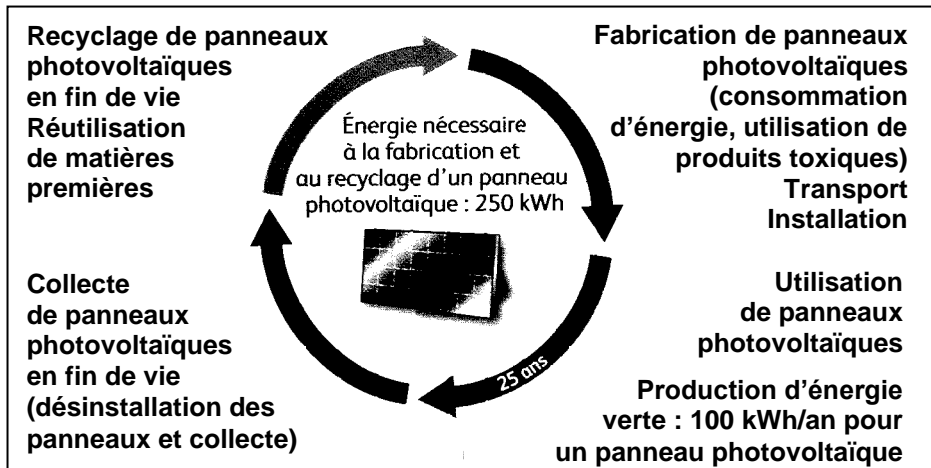 Recyclage de panneaux
photovoltaïques
en fin de vie
Réutilisation
de matières
premières
Fabrication de panneaux
photovoltaïques
(consommation
d’énergie, utilisation de
produits toxiques)
Transport
Installation
Énergie nécessaire
à la fabrication et
au recyclage d’un panneau
photovoltaïque : 250 kWh
Collecte
de panneaux
photovoltaïques
en fin de vie
(désinstallation des
panneaux et collecte)
25 ans
Utilisation
de panneaux
photovoltaïques
Production d’énergie
verte : 100 kWh/an pour
un panneau photovoltaïque